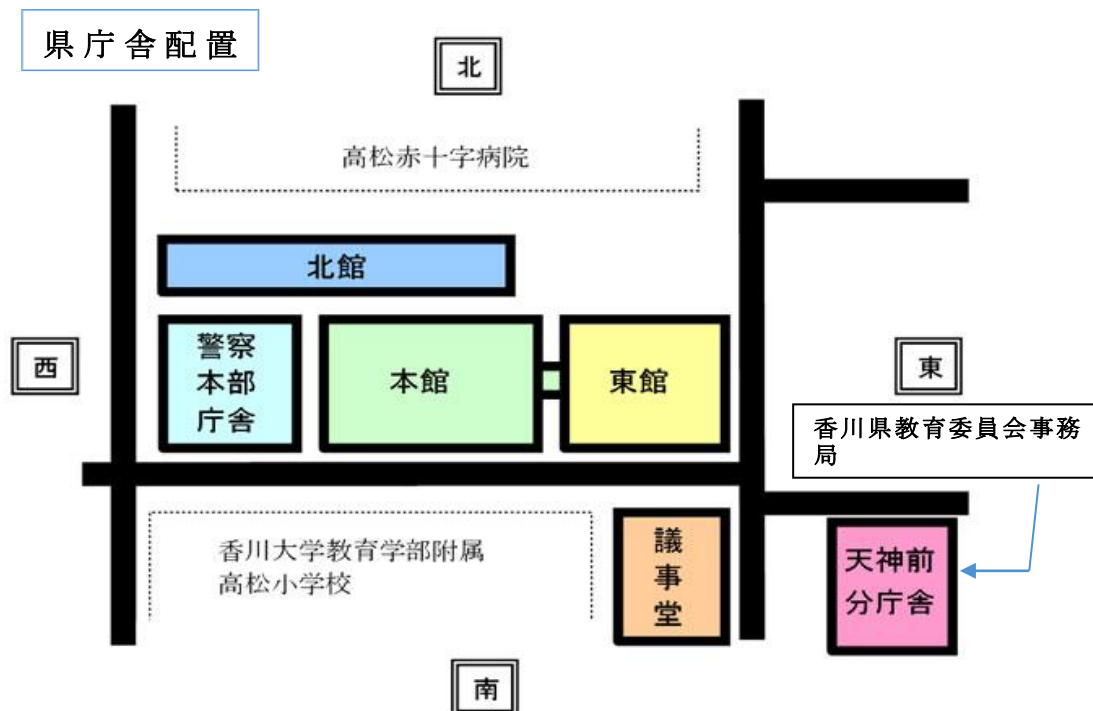 県庁舎配置
北
高松赤十字病院
北館
西
警察
本部
庁舎
本館
東館
東
香川県教育委員会事務
局
香川大学教育学部附属
高松小学校
議
事
堂
天神前
分庁舎
南